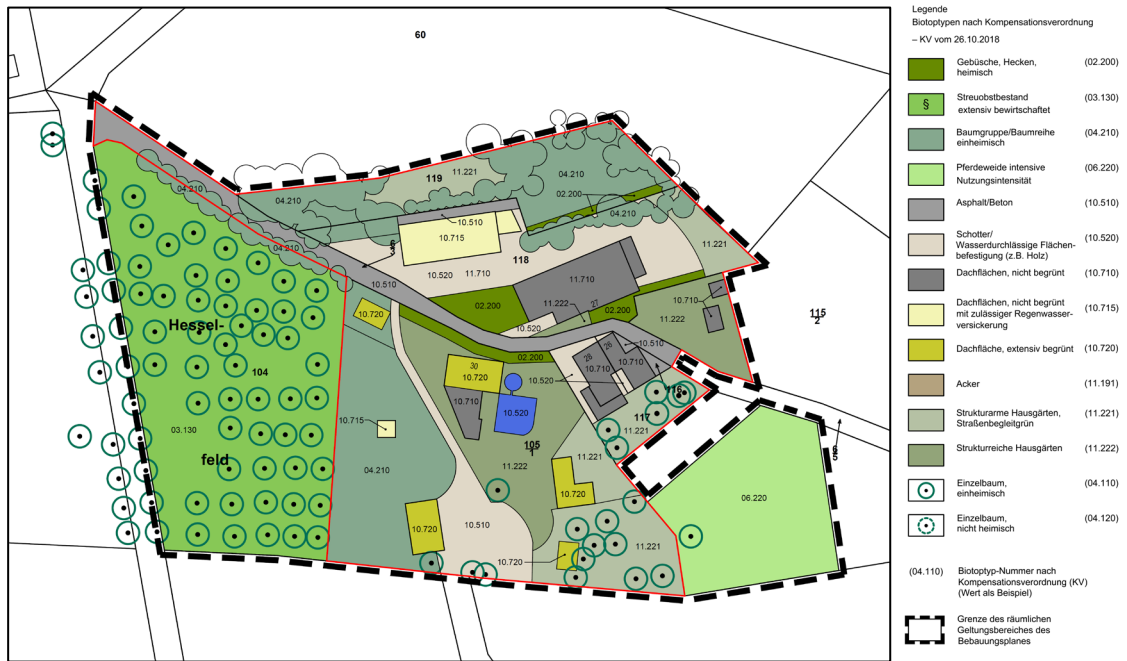 60
119
11.221
04.210
04.210
04.210
02.200
04.210
04.210
04.210
10.510
10.715
118
11.221
10.520
11.710
11.710
10.510
10.710
115
2
10.720
02.200
11.222
27
02.200
11.222
10.520
Hessel-
02.200
26
10.510
28
10.710
104
30
10.720
10.520
10.710
116
10.710
10.520
117
10.715
11.221
03.130
105
1
feld
04.210
11.222
11.221
10.720
06.220
10.720
10.510
11.221
10.720
Legende
Biotoptypen nach Kompensationsverordnung
– KV vom 26.10.2018
Gebüsche, Hecken, (02.200)
heimisch
§ Streuobstbestand (03.130)
extensiv bewirtschaftet
Baumgruppe/Baumreihe (04.210)
einheimisch
Pferdeweide intensive (06.220)
Nutzungsintensität
Asphalt/Beton (10.510)
Schotter/ (10.520)
Wasserdurchlässige Flächen-
befestigung (z.B. Holz)
Dachflächen, nicht begrünt (10.710)
Dachflächen, nicht begrünt (10.715)
mit zulässiger Regenwasser-
versickerung
Dachfläche, extensiv begrünt (10.720)
Acker (11.191)
Strukturarme Hausgärten, (11.221)
Straßenbegleitgrün
Strukturreiche Hausgärten (11.222)
Einzelbaum, (04.110)
einheimisch
Einzelbaum, (04.120)
nicht heimisch
(04.110) Biotoptyp-Nummer nach
Kompensationsverordnung (KV)
(Wert als Beispiel)
Grenze des räumlichen
Geltungsbereiches des
Bebauungsplanes